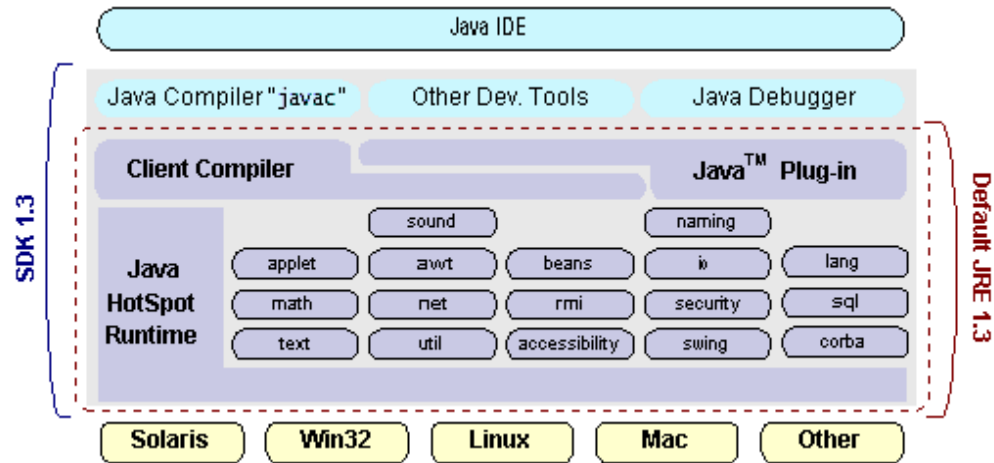 Java IDE
Java Compiler "javac"
Other Dev. Tools
Java Debugger
Client Compiler
Java™ Plug-in
SDK 1.3
Default JRE 1.3
Java
HotSpot
Runtime
sound
naming
applet
awt
beans
io
lang
math
net
rmi
security
sql
text
util
accessibility
swing
corba
Solaris
Win32
Linux
Mac
Other